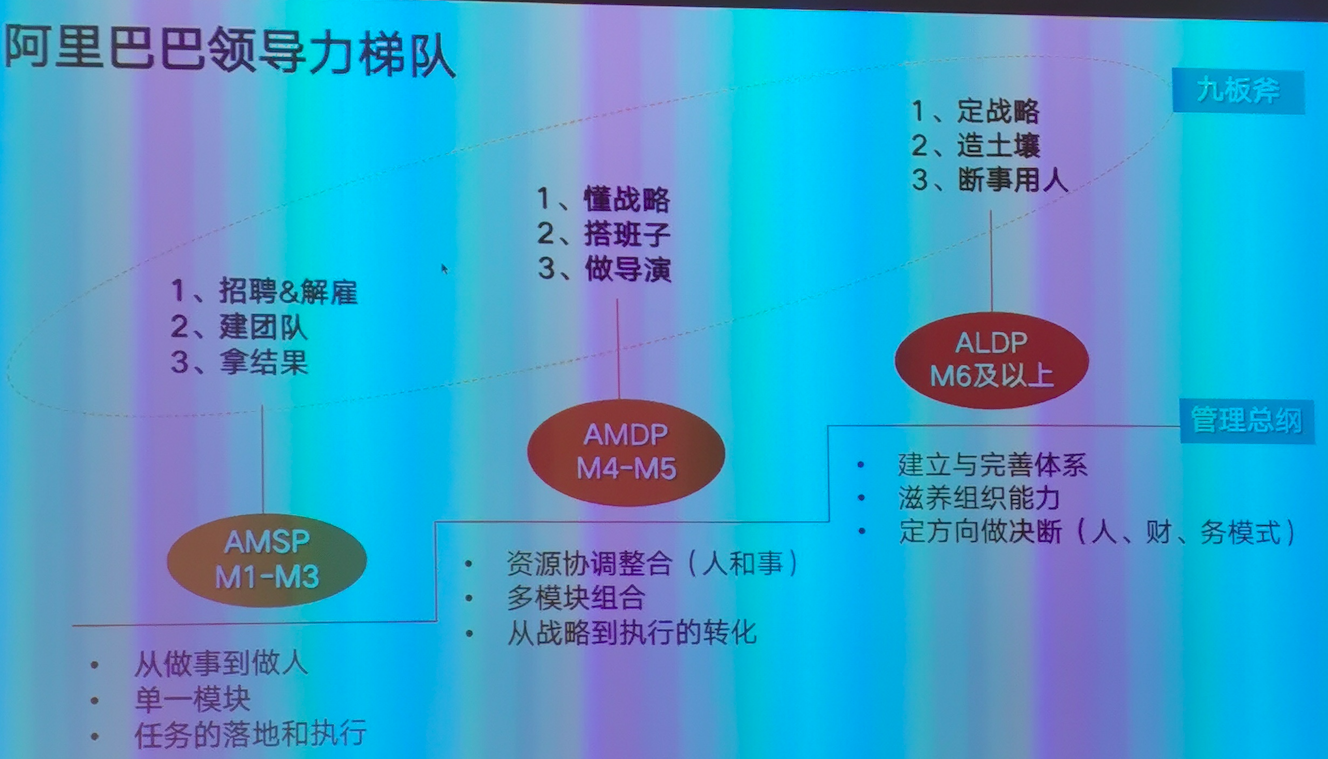 阿里巴巴领导力梯队
九板斧
1、定战略
2、造土壤
3、断事用人
1、懂战略
2、搭班子
3、做导演
1、招聘&解雇
2、建团队
3、拿结果
ALDP
M6及以上
管理总纲
AMDP
M4-M5
• 建立与完善体系
• 滋养组织能力
• 定方向做决断（人、财、务模式）
AMSP
M1-M3
• 资源协调整合（人和事）
• 多模块组合
• 从战略到执行的转化
• 从做事到做人
• 单一模块
• 任务的落地和执行